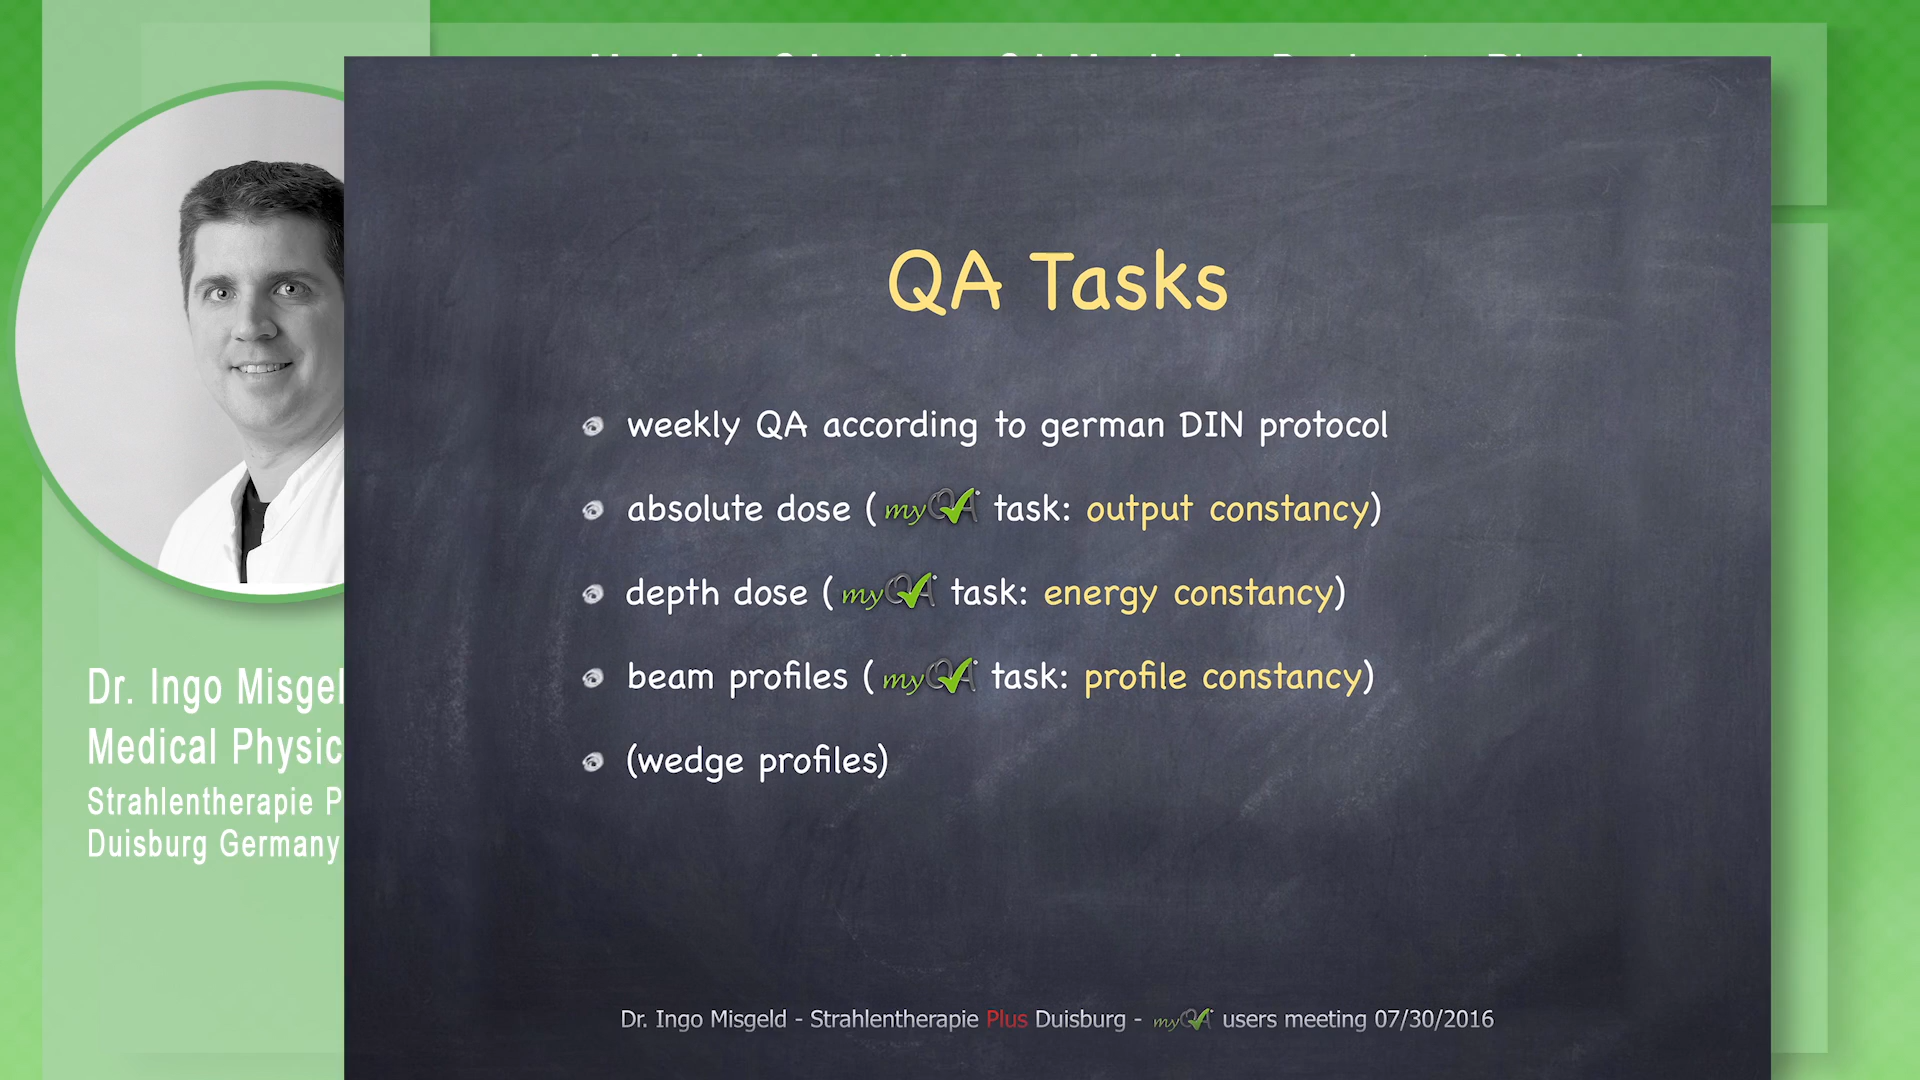 QA Tasks
weekly QA according to german DIN protocol
absolute dose (myQA task: output constancy)
depth dose (myQA task: energy constancy)
beam profiles (myQA task: profile constancy)
(wedge profiles)
Dr. Ingo Misgeld - Strahlentherapie Plus Duisburg - myQA users meeting 07/30/2016
Dr. Ingo Misgel
Medical Physic
Strahlentherapie P
Duisburg Germany